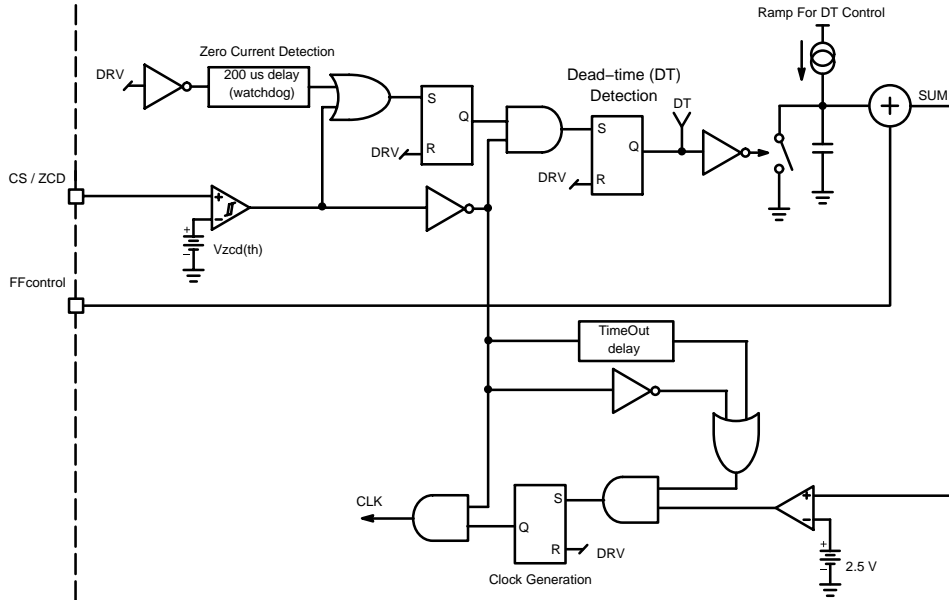 Ramp For DT Control
Zero Current Detection
DRV
200 us delay
(watchdog)
Dead−time (DT)
Detection
DT
SUM
S
Q
R
DRV
S
Q
R
DRV
CS / ZCD
Vzcd(th)
FFcontrol
TimeOut
delay
CLK
S
Q
R
DRV
2.5 V
Clock Generation